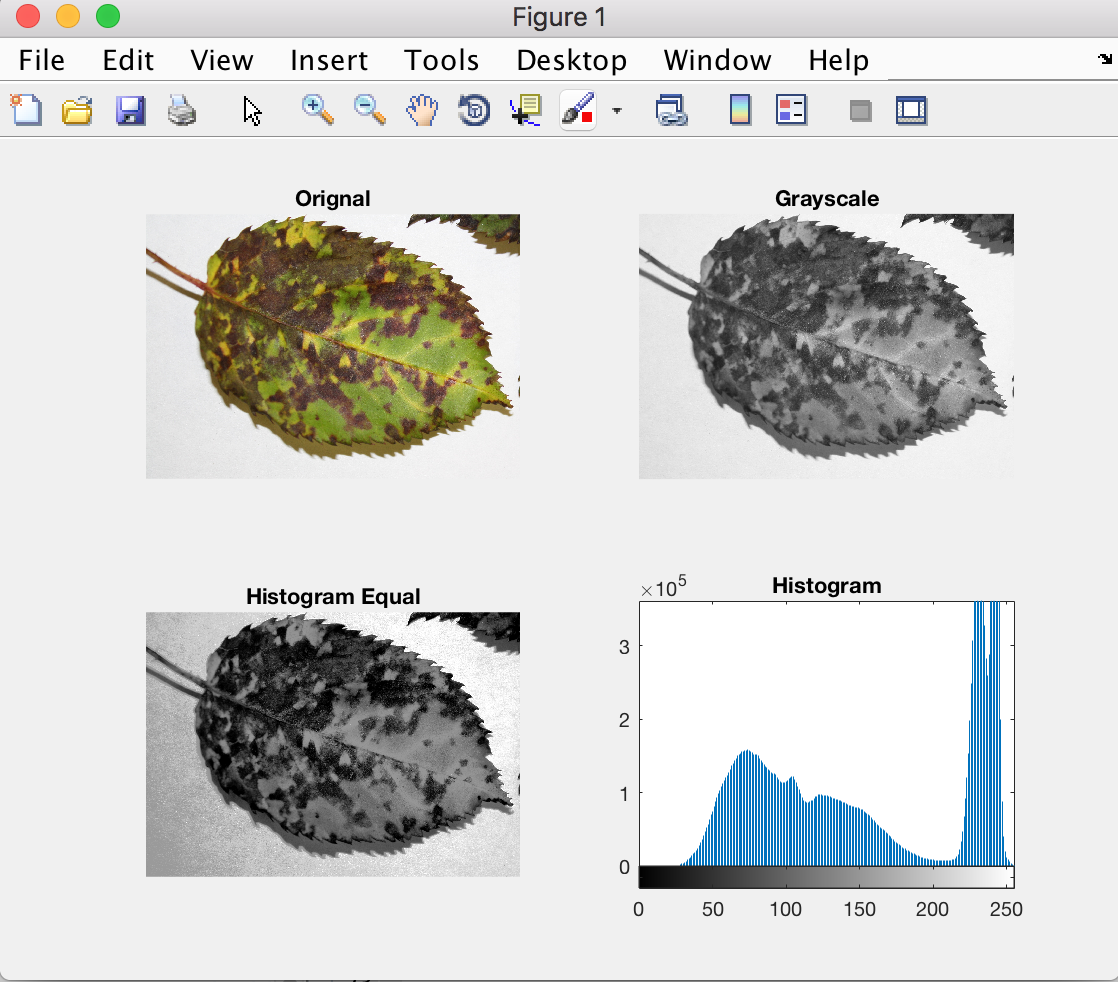 Figure 1
File Edit View Insert Tools Desktop Window Help
Orignal
Grayscale
Histogram Equal
Histogram
×10^5
3
2
1
0
0 50 100 150 200 250